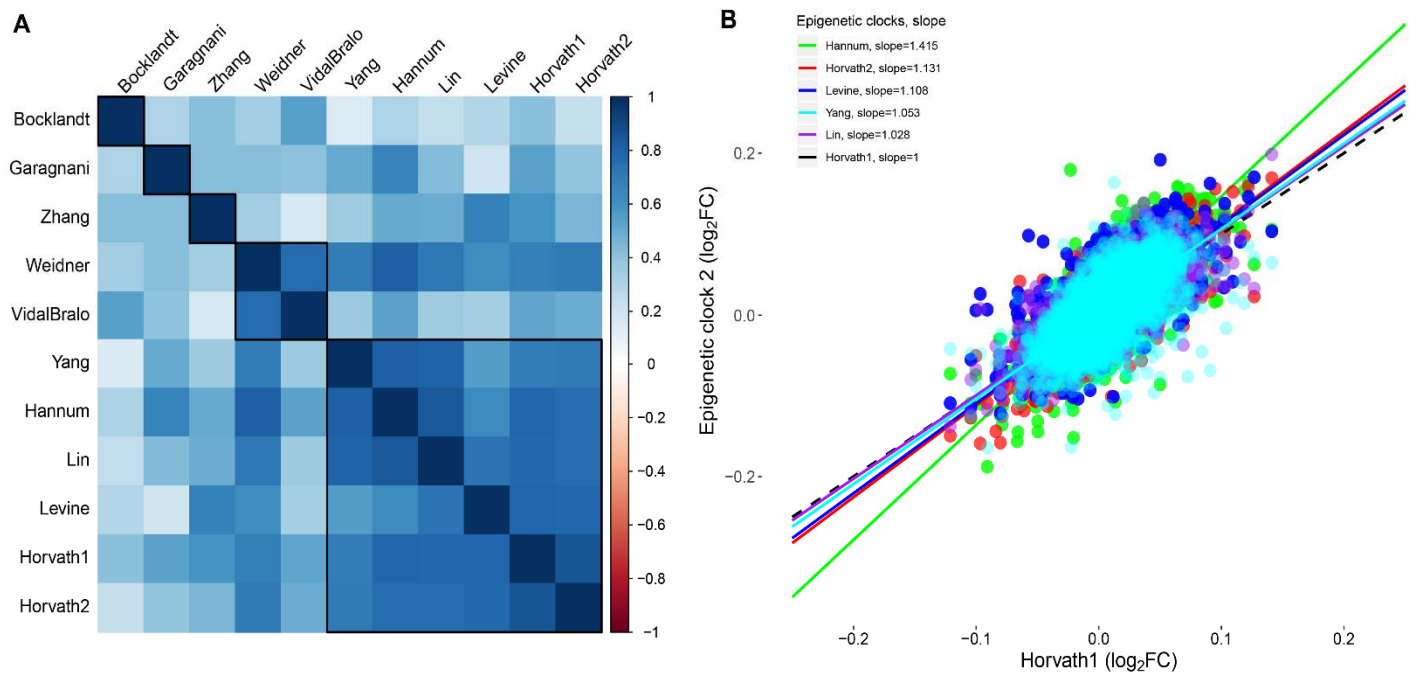 A
Bocklandt
Garagnani
Zhang
Weidner
VidalBralo
Yang
Hannum
Lin
Levine
Horvath1
Horvath2
Bocklandt
Garagnani
Zhang
Weidner
VidalBralo
Yang
Hannum
Lin
Levine
Horvath1
Horvath2
1
0.8
0.6
0.4
0.2
0
−0.2
−0.4
−0.6
−0.8
−1
B
Epigenetic clocks, slope
Hannum, slope=1.415
Horvath2, slope=1.131
Levine, slope=1.108
Yang, slope=1.053
Lin, slope=1.028
Horvath1, slope=1
Epigenetic clock 2 (log₂FC)
0.2
0.0
−0.2
−0.2
−0.1
0.0
0.1
0.2
Horvath1 (log₂FC)